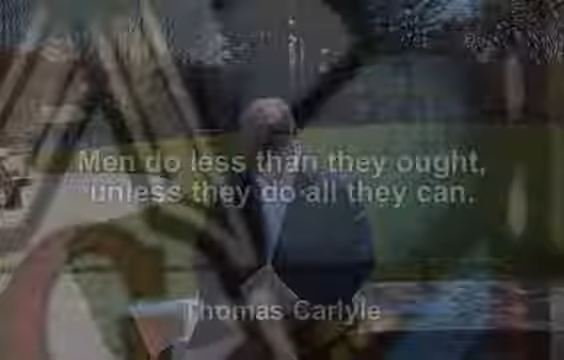 Men do less than they ought,
unless they do all they can.
Thomas Carlyle